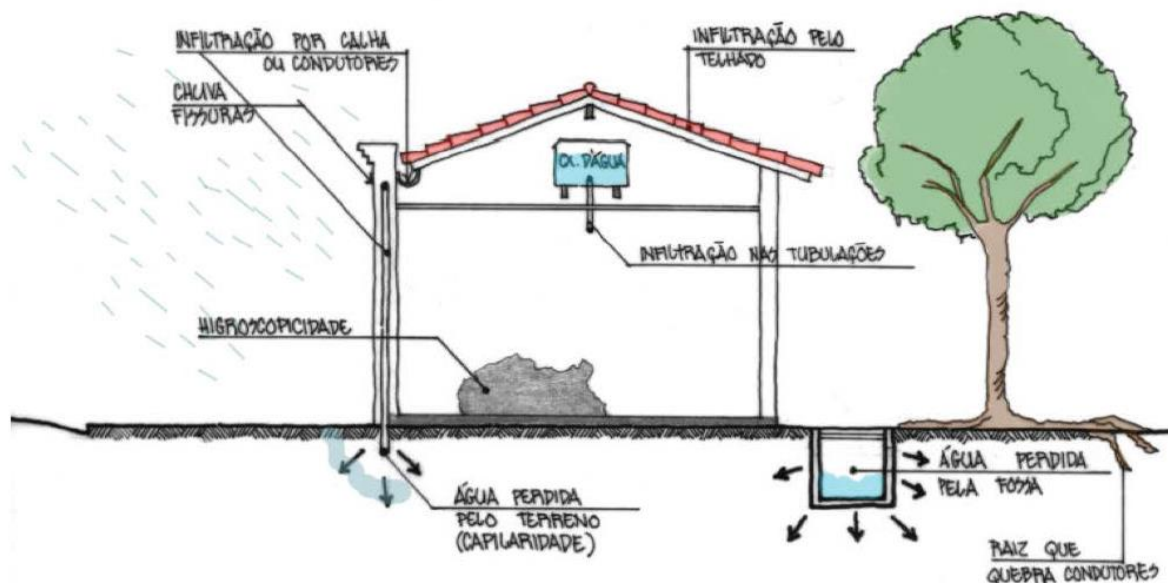 INFILTRAÇÃO POR CALHA
OU CONDUTORES
CHUVA
FISSURAS
INFILTRAÇÃO PELO
TELHADO
CX. D'ÁGUA
INFILTRAÇÃO NAS TUBULAÇÕES
HIGROSCOPICIDADE
ÁGUA PERDIDA
PELO TERRENO
(CAPILARIDADE)
ÁGUA PERDIDA
PELA FOSSA
RAIZ QUE
QUEBRA CONDUTORES